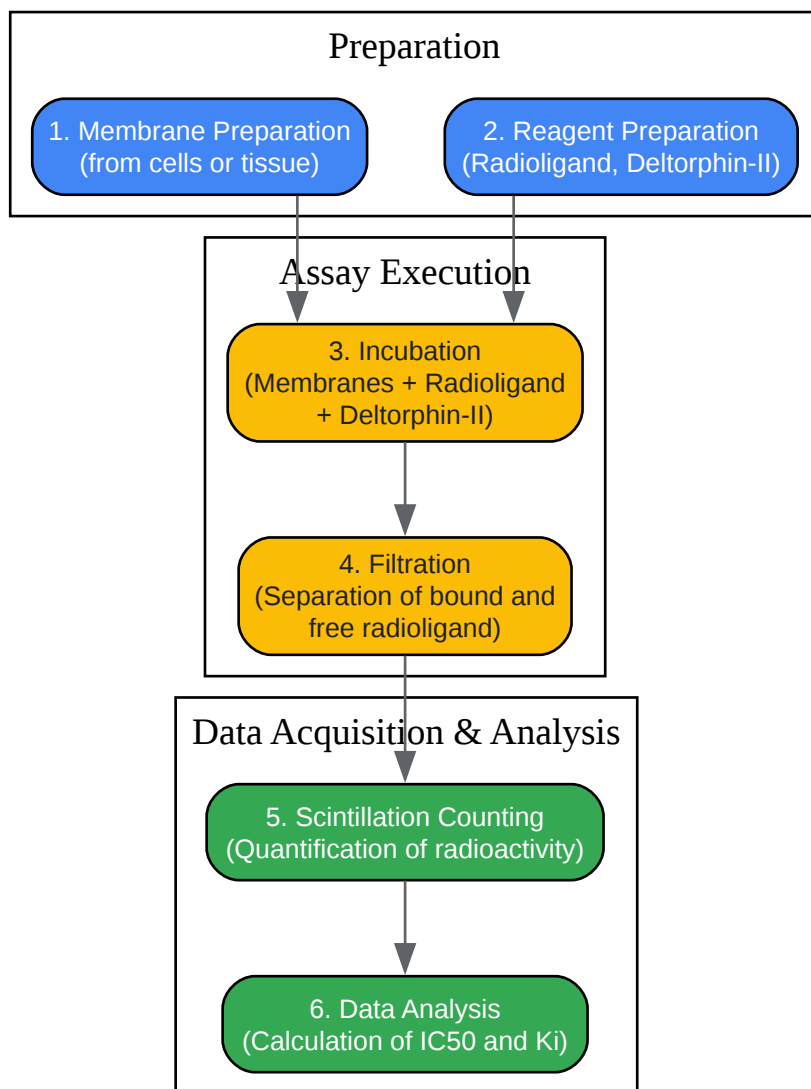 Preparation
1. Membrane Preparation
(from cells or tissue)
2. Reagent Preparation
(Radioligand, Deltorphin-II)
Assay Execution
3. Incubation
(Membranes + Radioligand
+ Deltorphin-II)
4. Filtration
(Separation of bound and
free radioligand)
Data Acquisition & Analysis
5. Scintillation Counting
(Quantification of radioactivity)
6. Data Analysis
(Calculation of IC50 and Ki)